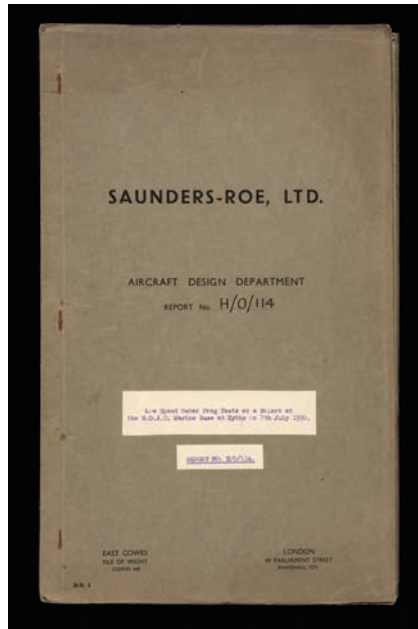 SAUNDERS-ROE, LTD.
AIRCRAFT DESIGN DEPARTMENT
REPORT No. H/O/114
Low Speed Water Drag Tests on a at
the B.O.A.C. Marine Base at Hythe on 7th July 1950.
REPORT NO. H/O/114.
EAST COWES
ISLE OF WIGHT
LONDON
PARLIAMENT STREET